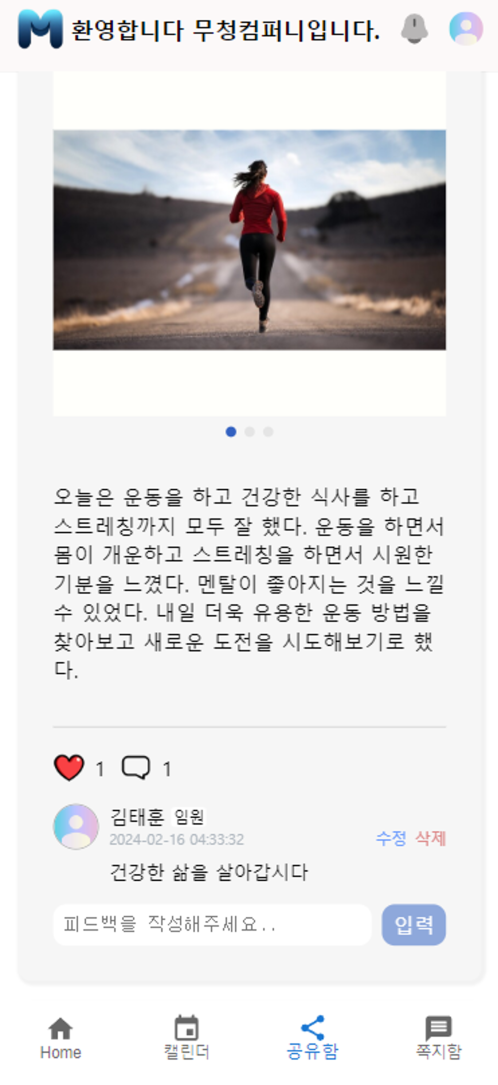 M 환영합니다 무청컴퍼니입니다.
오늘은 운동을 하고 건강한 식사를 하고
스트레칭까지 모두 잘 했다. 운동을 하면서
몸이 개운하고 스트레칭을 하면서 시원한
기분을 느꼈다. 멘탈이 좋아지는 것을 느낄
수 있었다. 내일 더욱 유용한 운동 방법을
찾아보고 새로운 도전을 시도해보기로 했
다.
1 1
김태훈 임원
2024-02-16 04:33:32 수정 삭제
건강한 삶을 살아갑시다
피드백을 작성해주세요.. 입력
Home 캘린더 공유함 쪽지함